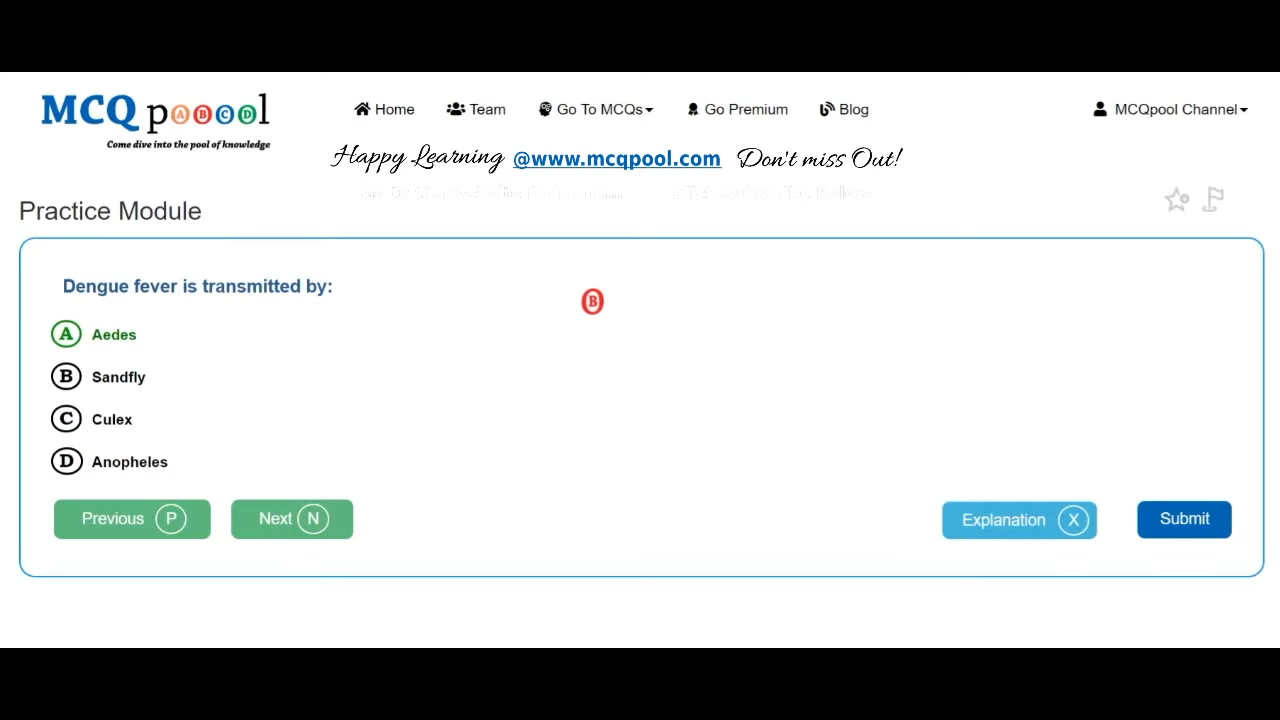 MCQ pABCDl
Come dive into the pool of knowledge
Home Team Go To MCQs Go Premium Blog MCQpool Channel
Happy Learning @www.mcqpool.com Don't miss Out!
Practice Module
Dengue fever is transmitted by:
B
A Aedes
B Sandfly
C Culex
D Anopheles
Previous P Next N Explanation X Submit